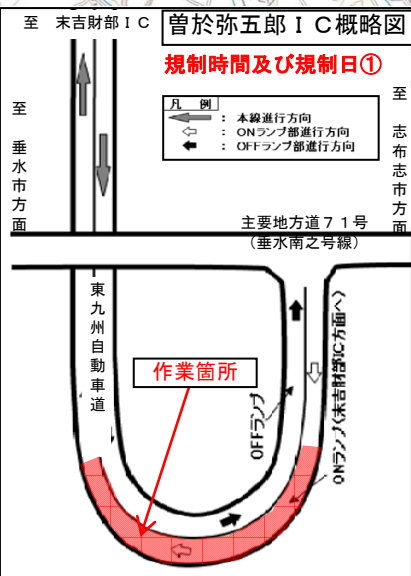 至 末吉財部IC
曽於弥五郎IC概略図
規制時間及び規制日①
凡 例
： 本線進行方向
： ONランプ部進行方向
： OFFランプ部進行方向
至 垂水市方面
至 志布志市方面
主要地方道71号
（垂水南之号線）
東九州自動車道
作業箇所
OFFランプ
ONランプ（末吉財部IC方面へ）